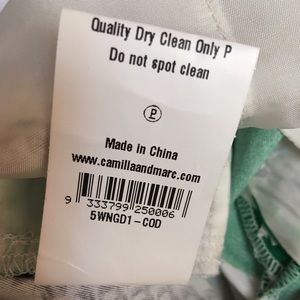 Quality Dry Clean Only P
Do not spot clean
P
Made in China
www.camillaandmarc.com
9 333799 250006
5WNGD1-COD